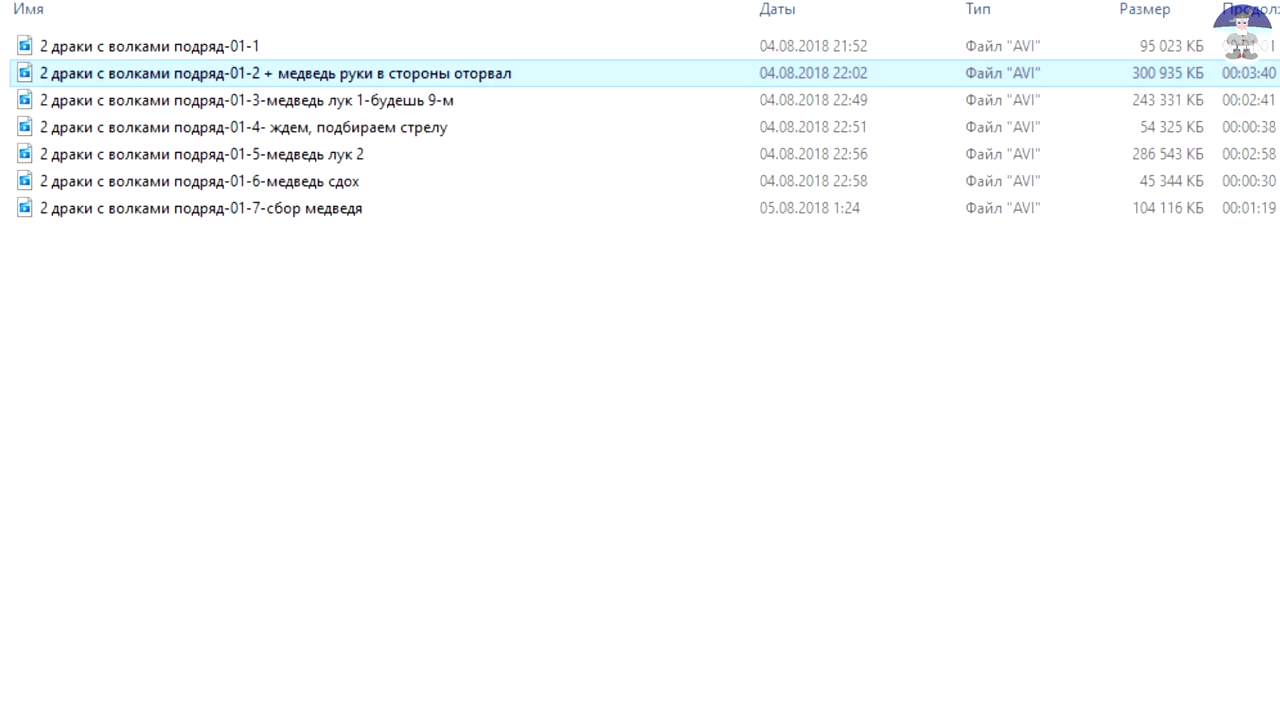 Имя Даты Тип Размер
2 драки с волками подряд-01-1 04.08.2018 21:52 Файл "AVI" 95 023 КБ
2 драки с волками подряд-01-2 + медведь руки в стороны оторвал 04.08.2018 22:02 Файл "AVI" 300 935 КБ 00:03:40
2 драки с волками подряд-01-3-медведь лук 1-будешь 9-м 04.08.2018 22:49 Файл "AVI" 243 331 КБ 00:02:41
2 драки с волками подряд-01-4- ждем, подбираем стрелу 04.08.2018 22:51 Файл "AVI" 54 325 КБ 00:00:38
2 драки с волками подряд-01-5-медведь лук 2 04.08.2018 22:56 Файл "AVI" 286 543 КБ 00:02:58
2 драки с волками подряд-01-6-медведь сдох 04.08.2018 22:58 Файл "AVI" 45 344 КБ 00:00:30
2 драки с волками подряд-01-7-сбор медведя 05.08.2018 1:24 Файл "AVI" 104 116 КБ 00:01:19